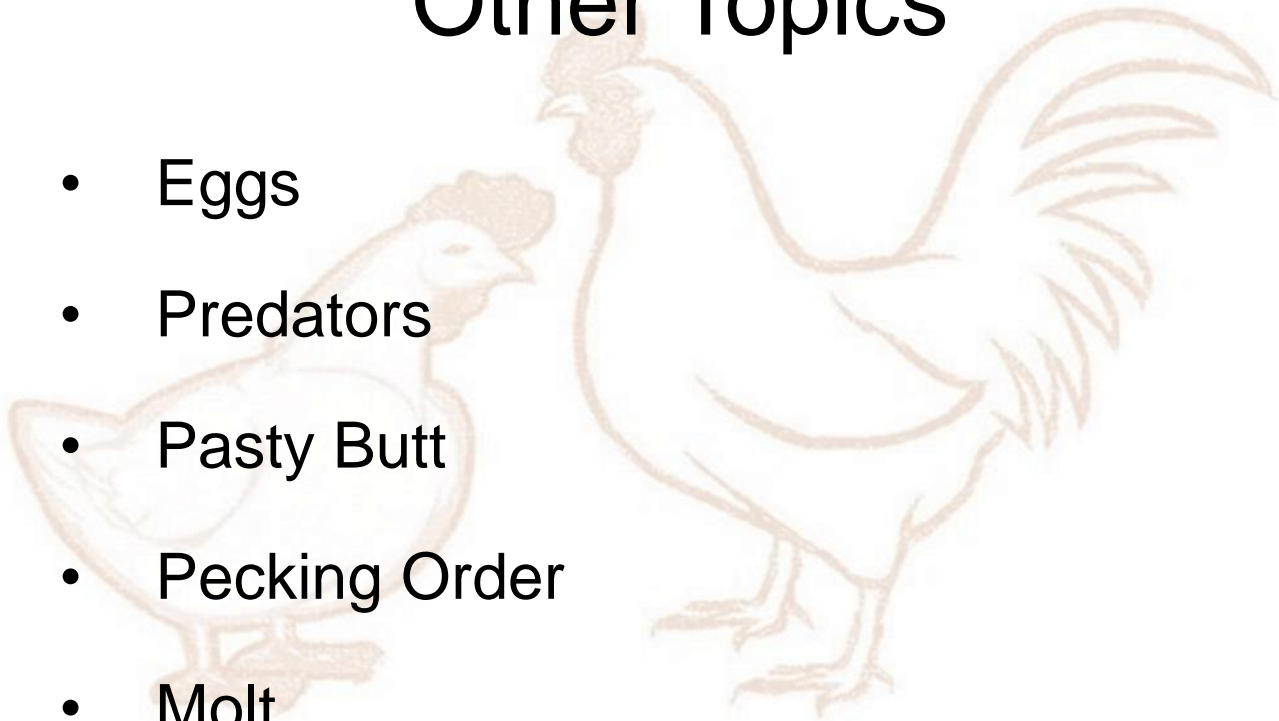 Other Topics
• Eggs
• Predators
• Pasty Butt
• Pecking Order
• Molt